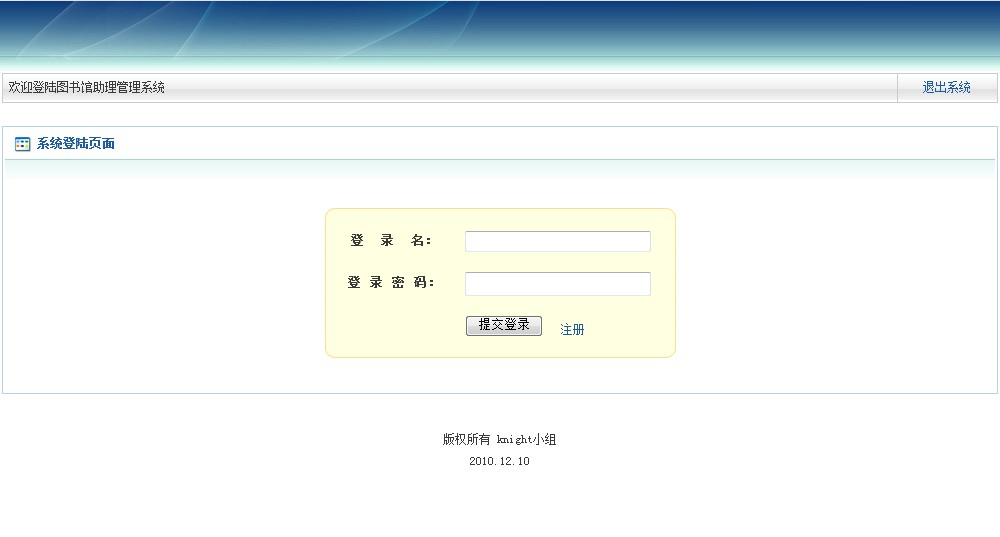 欢迎登陆图书馆助理管理系统 退出系统
系统登陆页面
登 录 名：
登 录 密 码：
提交登录 注册
版权所有 knight小组
2010.12.10